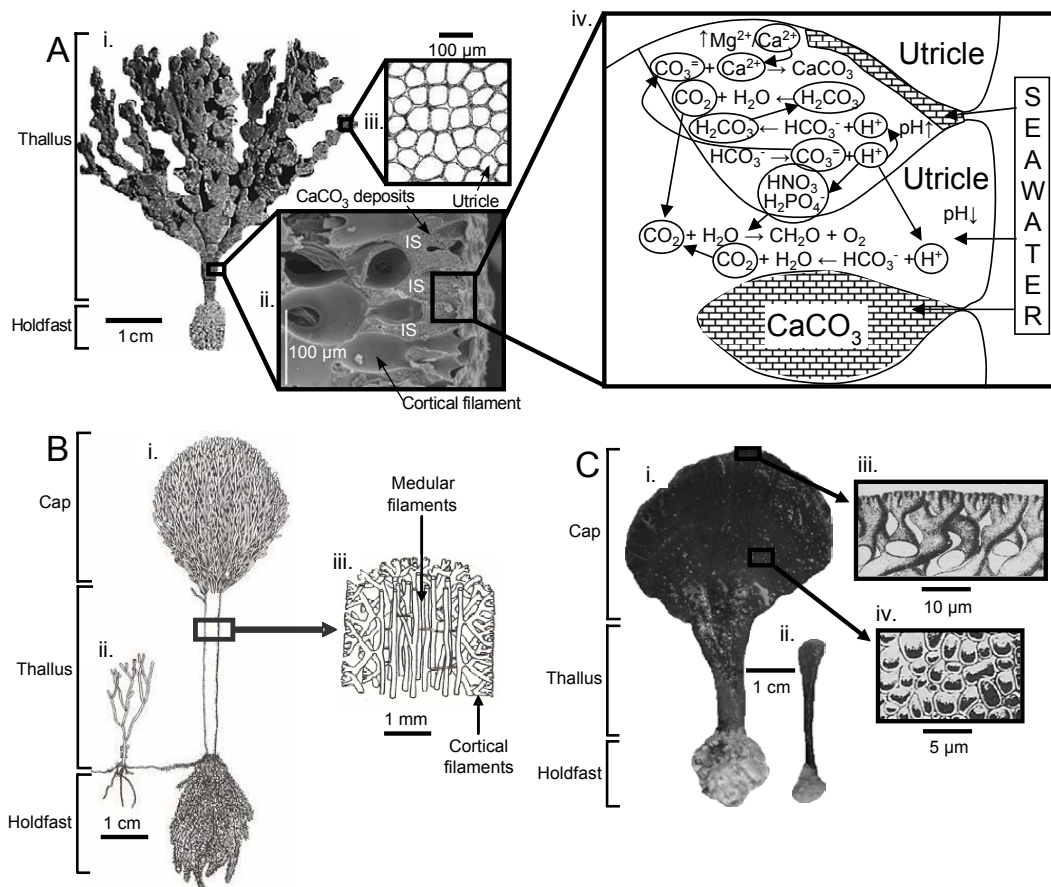 A
i.
Thallus
Holdfast
1 cm
100 µm
iii.
Utricle
CaCO₃
deposits
ii.
IS
IS
IS
100 µm
Cortical filament
iv.
↑Mg²⁺/Ca²⁺
CO₃⁼ + Ca²⁺ → CaCO₃
CO₂ + H₂O ← H₂CO₃
H₂CO₃ ← HCO₃⁻ + H⁺
pH↑
HCO₃⁻ → CO₃⁼ + H⁺
HNO₃
H₂PO₄⁻
CO₂ + H₂O → CH₂O + O₂
CO₂ + H₂O ← HCO₃⁻ + H⁺
pH↓
Utricle
Utricle
CaCO₃
SEAWATER
B
i.
Cap
Thallus
Holdfast
ii.
1 cm
Medular
filaments
iii.
1 mm
Cortical
filaments
C
i.
Cap
Thallus
Holdfast
ii.
1 cm
iii.
10 µm
iv.
5 µm